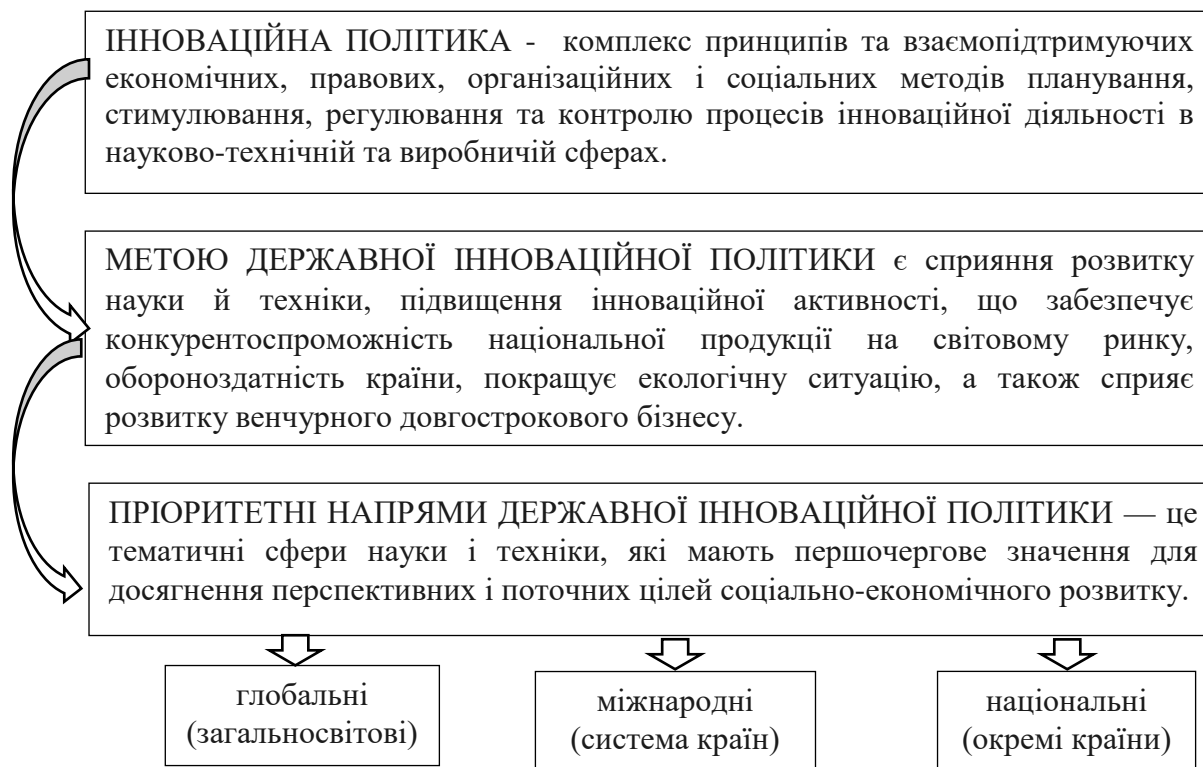 ІННОВАЦІЙНА ПОЛІТИКА - комплекс принципів та взаємопідтримуючих
економічних, правових, організаційних і соціальних методів планування,
стимулювання, регулювання та контролю процесів інноваційної діяльності в
науково-технічній та виробничій сферах.
МЕТОЮ ДЕРЖАВНОЇ ІННОВАЦІЙНОЇ ПОЛІТИКИ є сприяння розвитку
науки й техніки, підвищення інноваційної активності, що забезпечує
конкурентоспроможність національної продукції на світовому ринку,
обороноздатність країни, покращує екологічну ситуацію, а також сприяє
розвитку венчурного довгострокового бізнесу.
ПРІОРИТЕТНІ НАПРЯМИ ДЕРЖАВНОЇ ІННОВАЦІЙНОЇ ПОЛІТИКИ — це
тематичні сфери науки і техніки, які мають першочергове значення для
досягнення перспективних і поточних цілей соціально-економічного розвитку.
глобальні
(загальносвітові)
міжнародні
(система країн)
національні
(окремі країни)